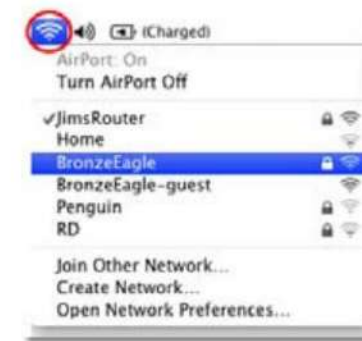 (Charged)
AirPort: On
Turn AirPort Off
✓JimsRouter
Home
BronzeEagle
BronzeEagle-guest
Penguin
RD
Join Other Network...
Create Network...
Open Network Preferences...